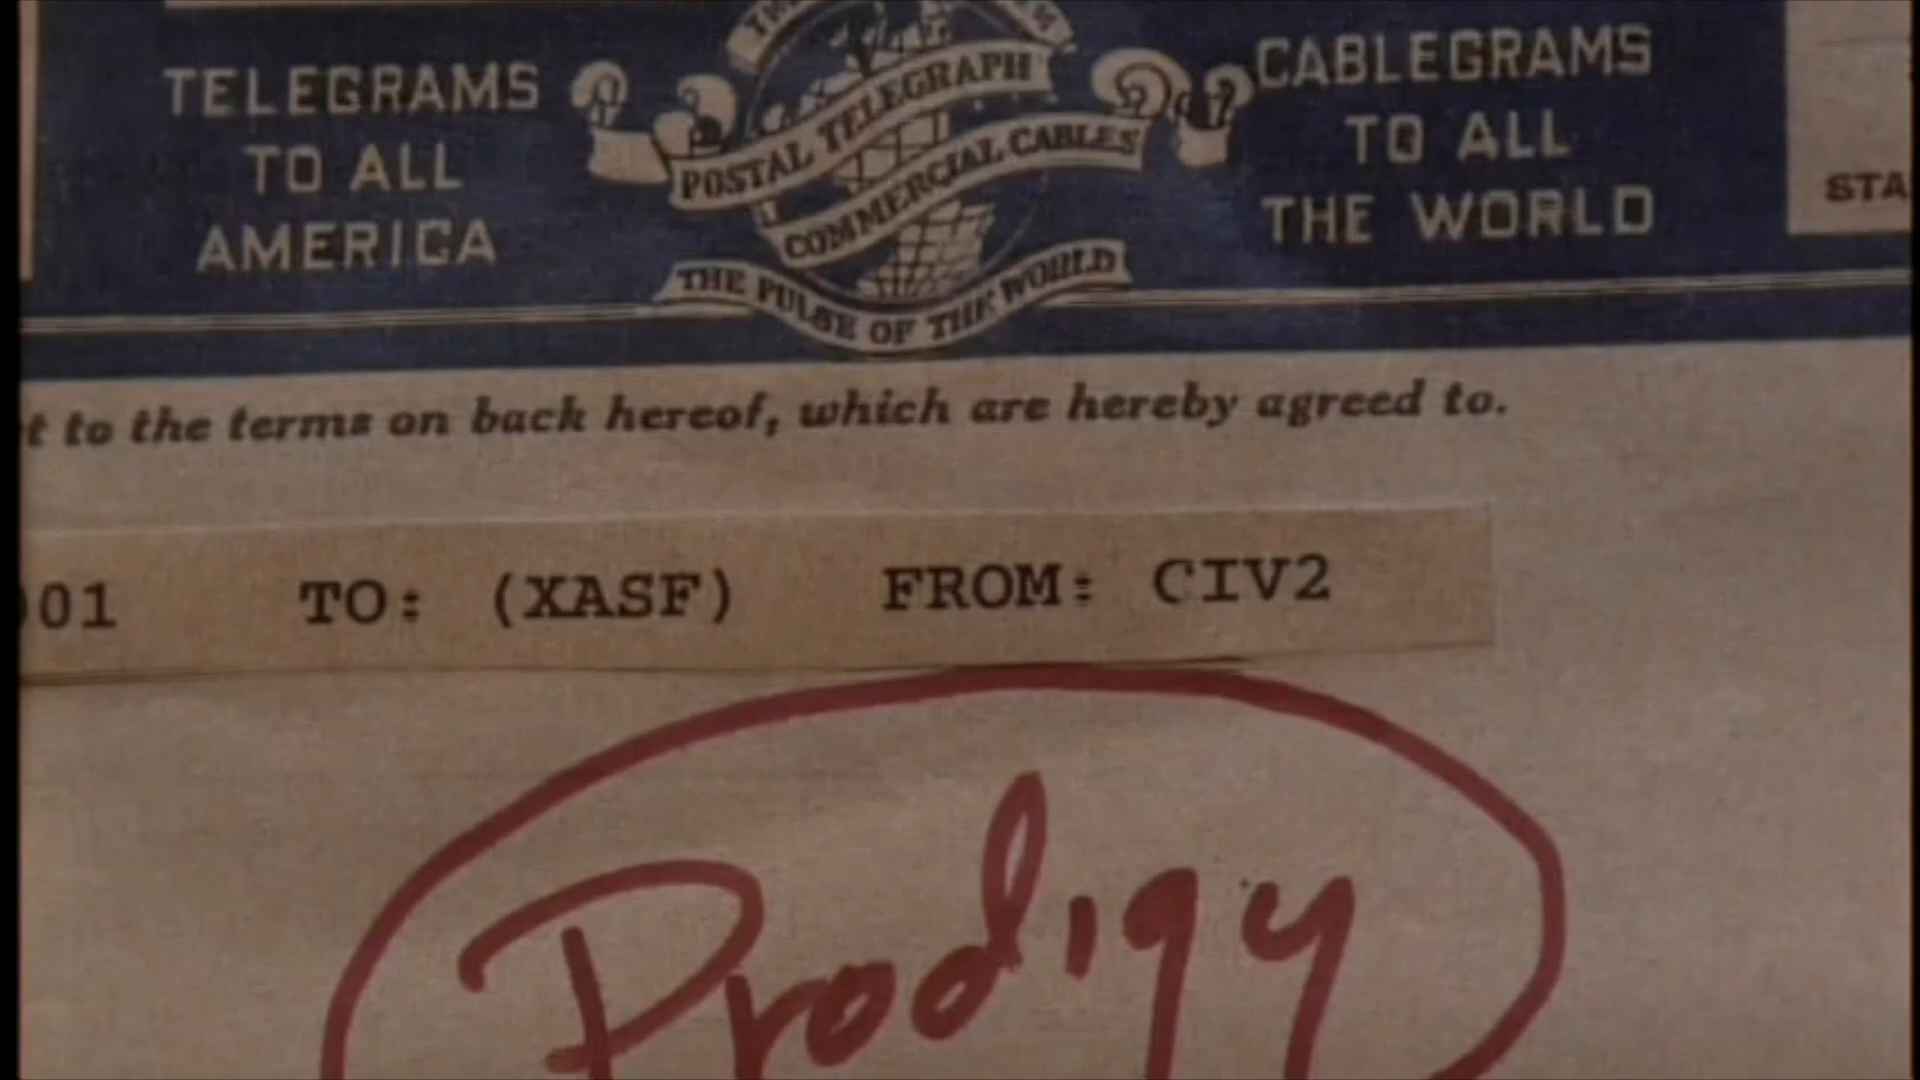 TELEGRAMS
TO ALL
AMERICA
POSTAL TELEGRAPH
COMMERCIAL CABLES
THE PULSE OF THE WORLD
CABLEGRAMS
TO ALL
THE WORLD
STA
t to the terms on back hereof, which are hereby agreed to.
01 TO: (XASF) FROM: CIV2
Prodigy